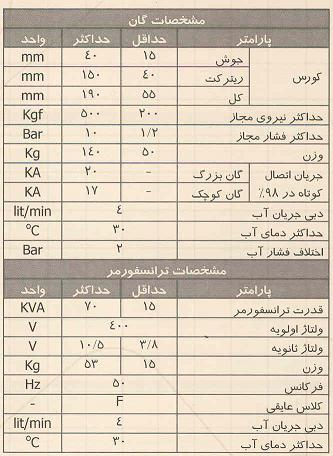 مشخصات گان
پارامتر حداقل حداکثر واحد
کورس جوش ۱۵ ۴۰ mm
ریترکت ۴۰ ۱۵۰ mm
کل ۵۵ ۱۹۰ mm
حداکثر نیروی مجاز ۲۰۰ ۵۰۰ Kgf
حداکثر فشار مجاز ۱/۲ ۱۰ Bar
وزن ۵۰ ۱۴۰ Kg
جریان اتصال گان بزرگ - ۲۰ KA
کوتاه در ۹۸٪ گان کوچک - ۱۷ KA
دبی جریان آب ٤ lit/min
حداکثر دمای آب ۳۰ °C
اختلاف فشار آب ۲ Bar
مشخصات ترانسفورمر
پارامتر حداقل حداکثر واحد
قدرت ترانسفورمر ۱۵ ۷۰ KVA
ولتاژ اولویه ٤۰۰ V
ولتاژ ثانویه ۳/۸ ۱۰/۵ V
وزن ۱۵ ۵۳ Kg
فرکانس ۵۰ Hz
کلاس عایقی F -
دبی جریان آب ٤ lit/min
حداکثر دمای آب ۳۰ °C